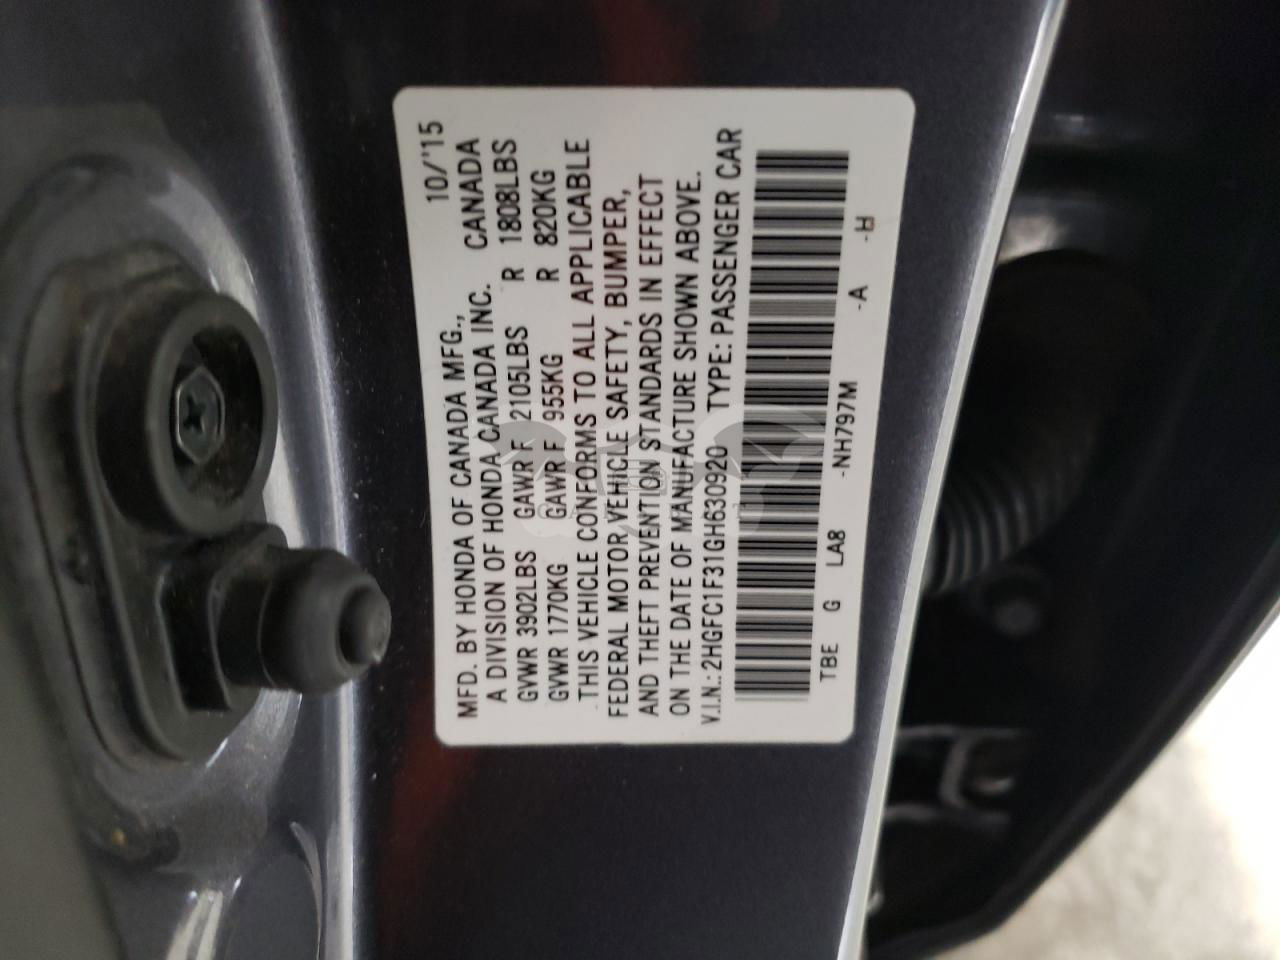 MFD. BY HONDA OF CANADA MFG., 10/'15
A DIVISION OF HONDA CANADA INC. CANADA
GVWR 3902LBS GAWR F 2105LBS R 1808LBS
GVWR 1770KG GAWR F 955KG R 820KG
THIS VEHICLE CONFORMS TO ALL APPLICABLE
FEDERAL MOTOR VEHICLE SAFETY, BUMPER,
AND THEFT PREVENTION STANDARDS IN EFFECT
ON THE DATE OF MANUFACTURE SHOWN ABOVE.
V.I.N.: 2HGFC1F31GH630920 TYPE: PASSENGER CAR
TBE G LA8 -NH797M -A -H